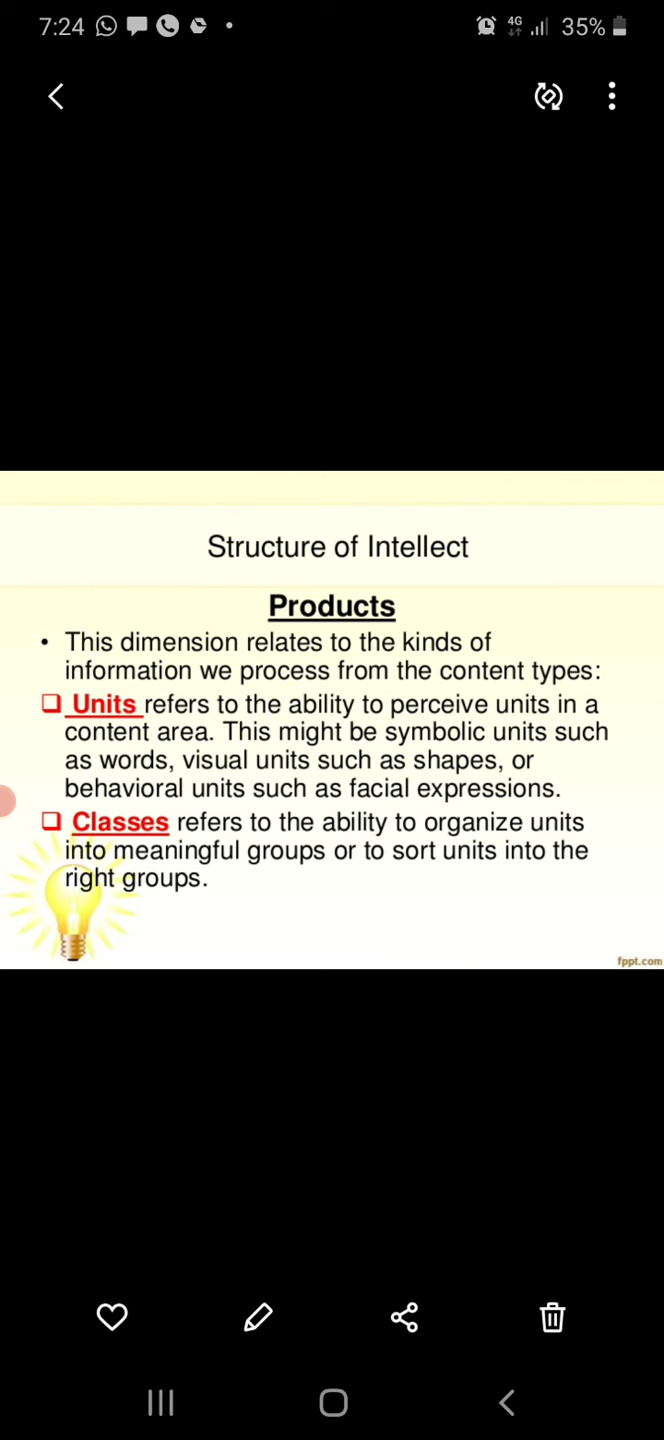 7:24
4G 35%
Structure of Intellect
Products
• This dimension relates to the kinds of
information we process from the content types:
❑ Units refers to the ability to perceive units in a
content area. This might be symbolic units such
as words, visual units such as shapes, or
behavioral units such as facial expressions.
❑ Classes refers to the ability to organize units
into meaningful groups or to sort units into the
right groups.
fppt.com